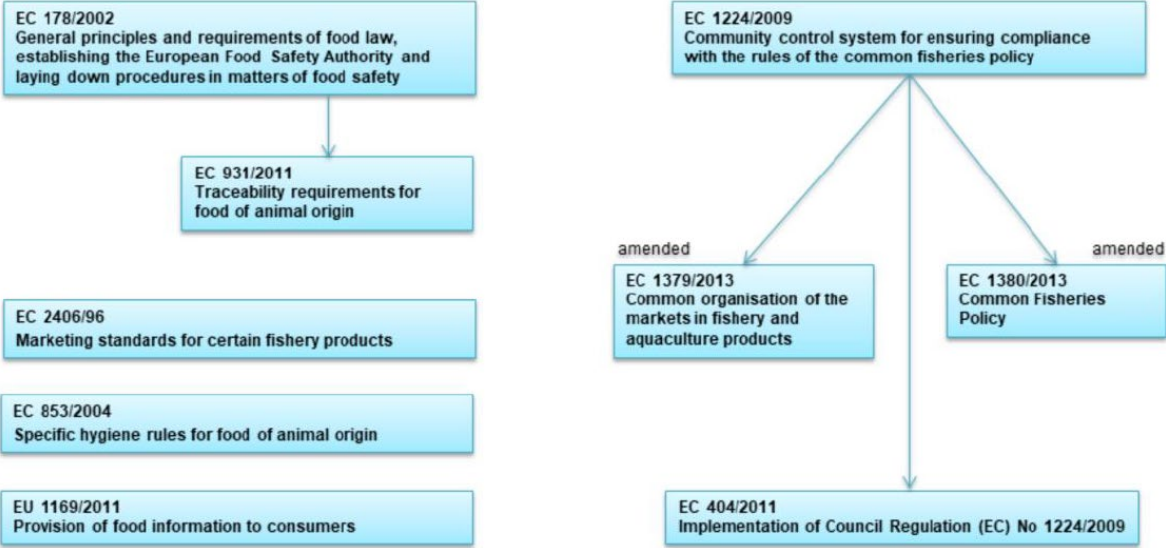 EC 178/2002
General principles and requirements of food law,
establishing the European Food Safety Authority and
laying down procedures in matters of food safety
EC 931/2011
Traceability requirements for
food of animal origin
EC 2406/96
Marketing standards for certain fishery products
EC 853/2004
Specific hygiene rules for food of animal origin
EU 1169/2011
Provision of food information to consumers
EC 1224/2009
Community control system for ensuring compliance
with the rules of the common fisheries policy
amended
EC 1379/2013
Common organisation of the
markets in fishery and
aquaculture products
amended
EC 1380/2013
Common Fisheries
Policy
EC 404/2011
Implementation of Council Regulation (EC) No 1224/2009